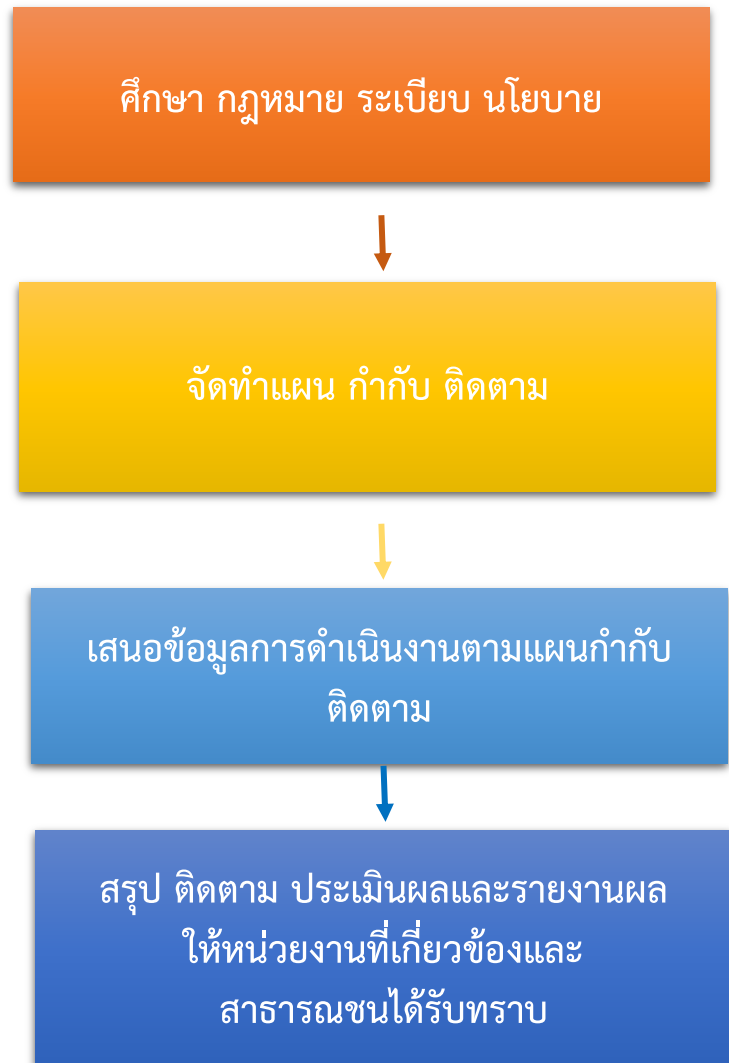 ศึกษา กฎหมาย ระเบียบ นโยบาย
จัดทำแผน กำกับ ติดตาม
เสนอข้อมูลการดำเนินงานตามแผนกำกับ
ติดตาม
สรุป ติดตาม ประเมินผลและรายงานผล
ให้หน่วยงานที่เกี่ยวข้องและ
สาธารณชนได้รับทราบ